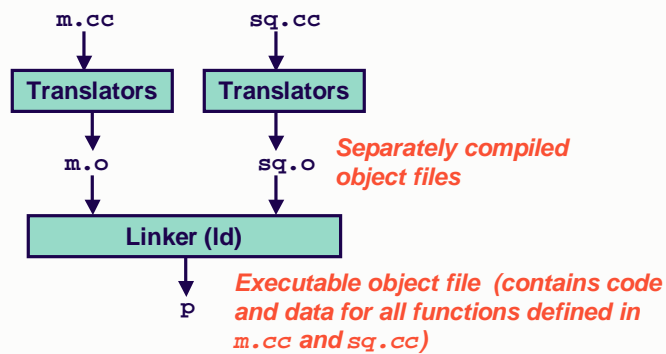 m.cc sq.cc
Translators Translators
m.o sq.o
Separately compiled
object files
Linker (ld)
p
Executable object file (contains code
and data for all functions defined in
m.cc and sq.cc)